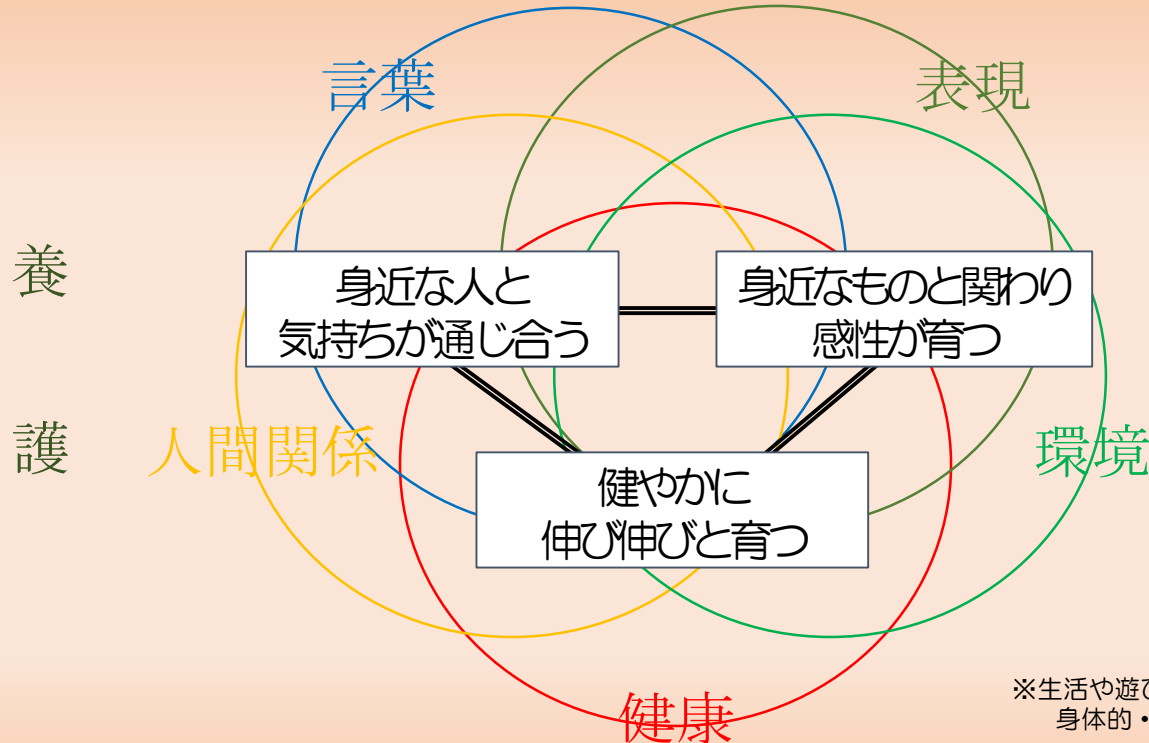 言葉
表現
養
護
身近な人と
気持ちが通じ合う
身近なものと関わり
感性が育つ
人間関係
環境
健やかに
伸び伸びと育つ
健康
※生活や遊び
身体的・